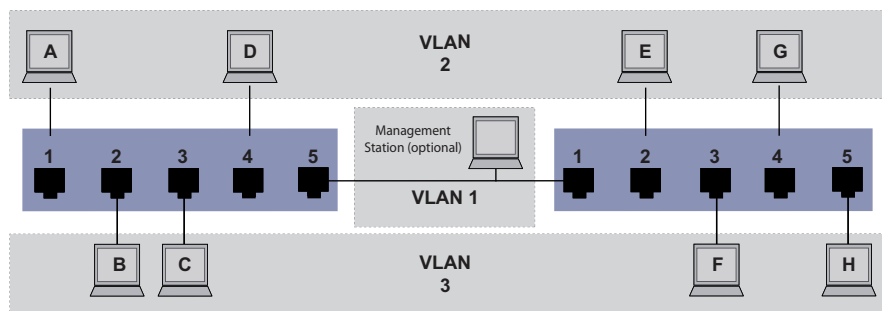 A D VLAN 2 E G
Management
Station (optional)
1 2 3 4 5
1 2 3 4 5
VLAN 1
B C VLAN 3 F H